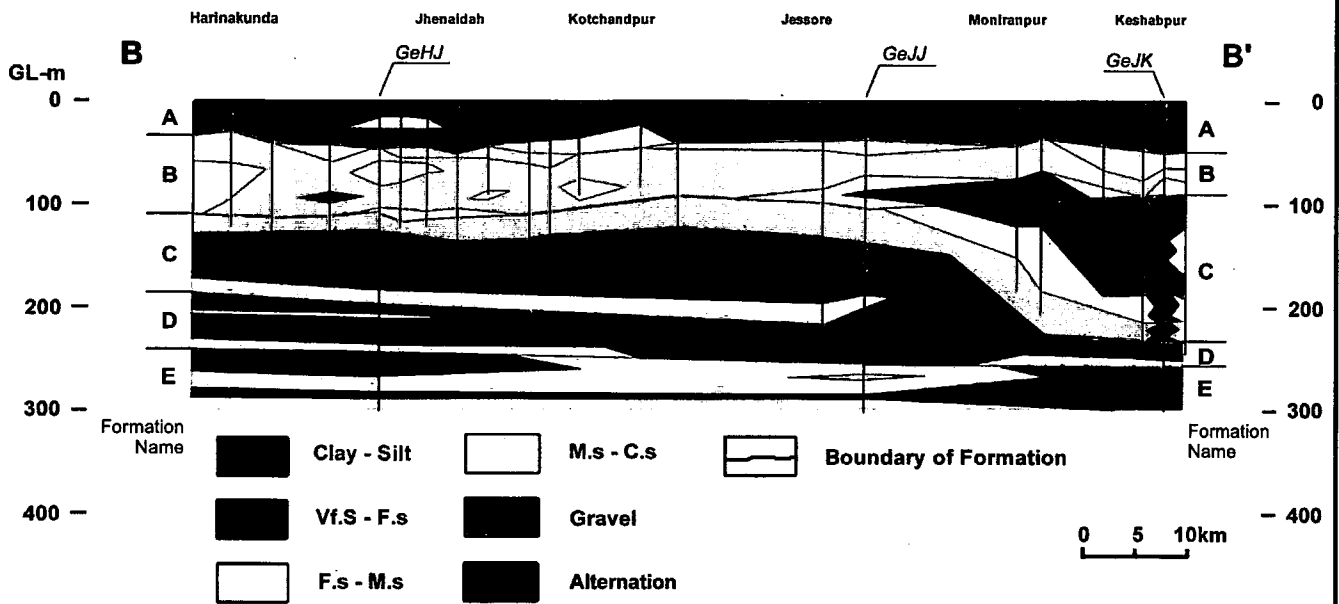 Harinakunda Jhenaidah Kotchandpur Jessore Moniranpur Keshabpur
B GeHJ GeJJ GeJK B'
GL-m
0 0
A A
B B
100 100
C C
200 200
D D
E E
300 300
Formation Name Formation Name
Clay - Silt M.s - C.s Boundary of Formation
Vf.S - F.s Gravel
400 400
0 5 10km
F.s - M.s Alternation